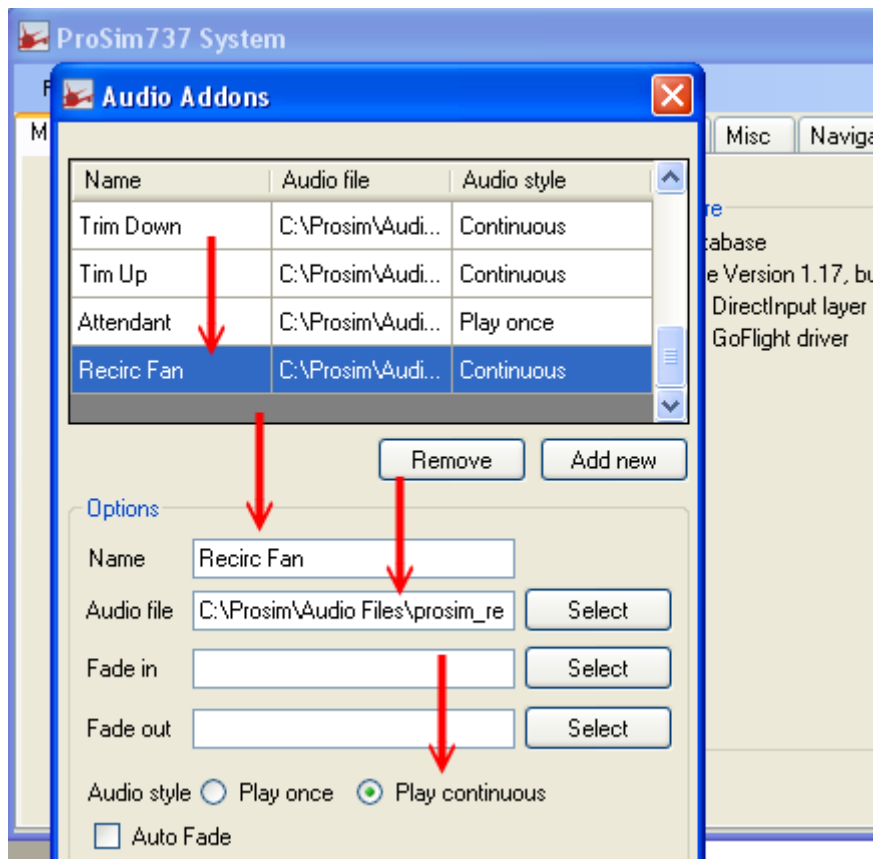 ProSim737 System
Audio Addons
Misc
Name Audio file Audio style
Trim Down C:\Prosim\Audi... Continuous
Tim Up C:\Prosim\Audi... Continuous
Attendant C:\Prosim\Audi... Play once
Recirc Fan C:\Prosim\Audi... Continuous
tabase
e Version 1.17, bu
DirectInput layer
GoFlight driver
Remove Add new
Options
Name Recirc Fan
Audio file C:\Prosim\Audio Files\prosim_re Select
Fade in Select
Fade out Select
Audio style Play once Play continuous
Auto Fade